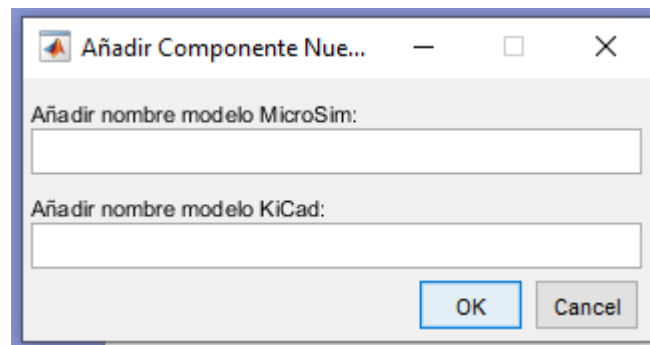 Añadir Componente Nue...
Añadir nombre modelo MicroSim:
Añadir nombre modelo KiCad:
OK Cancel